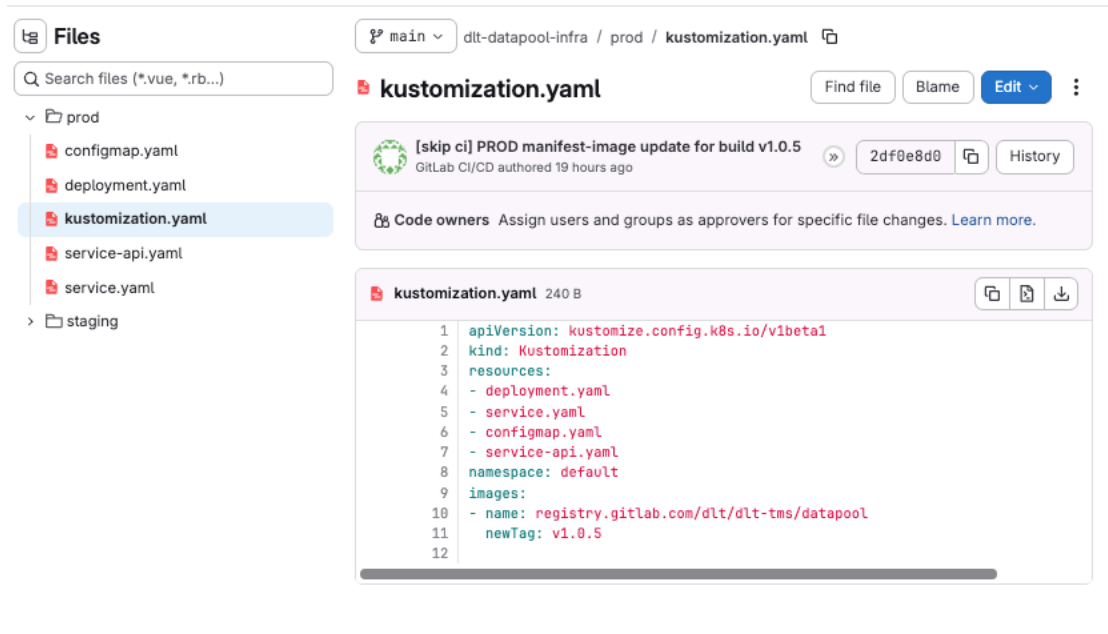 Files
Search files (*.vue, *.rb...)
prod
configmap.yaml
deployment.yaml
kustomization.yaml
service-api.yaml
service.yaml
staging
main
dlt-datapool-infra / prod / kustomization.yaml
kustomization.yaml
Find file
Blame
Edit
[skip ci] PROD manifest-image update for build v1.0.5
GitLab CI/CD authored 19 hours ago
2df0e8d0
History
Code owners Assign users and groups as approvers for specific file changes. Learn more.
kustomization.yaml 240 B
1 apiVersion: kustomize.config.k8s.io/v1beta1
2 kind: Kustomization
3 resources:
4 - deployment.yaml
5 - service.yaml
6 - configmap.yaml
7 - service-api.yaml
8 namespace: default
9 images:
10 - name: registry.gitlab.com/dlt/dlt-tms/datapool
11   newTag: v1.0.5
12